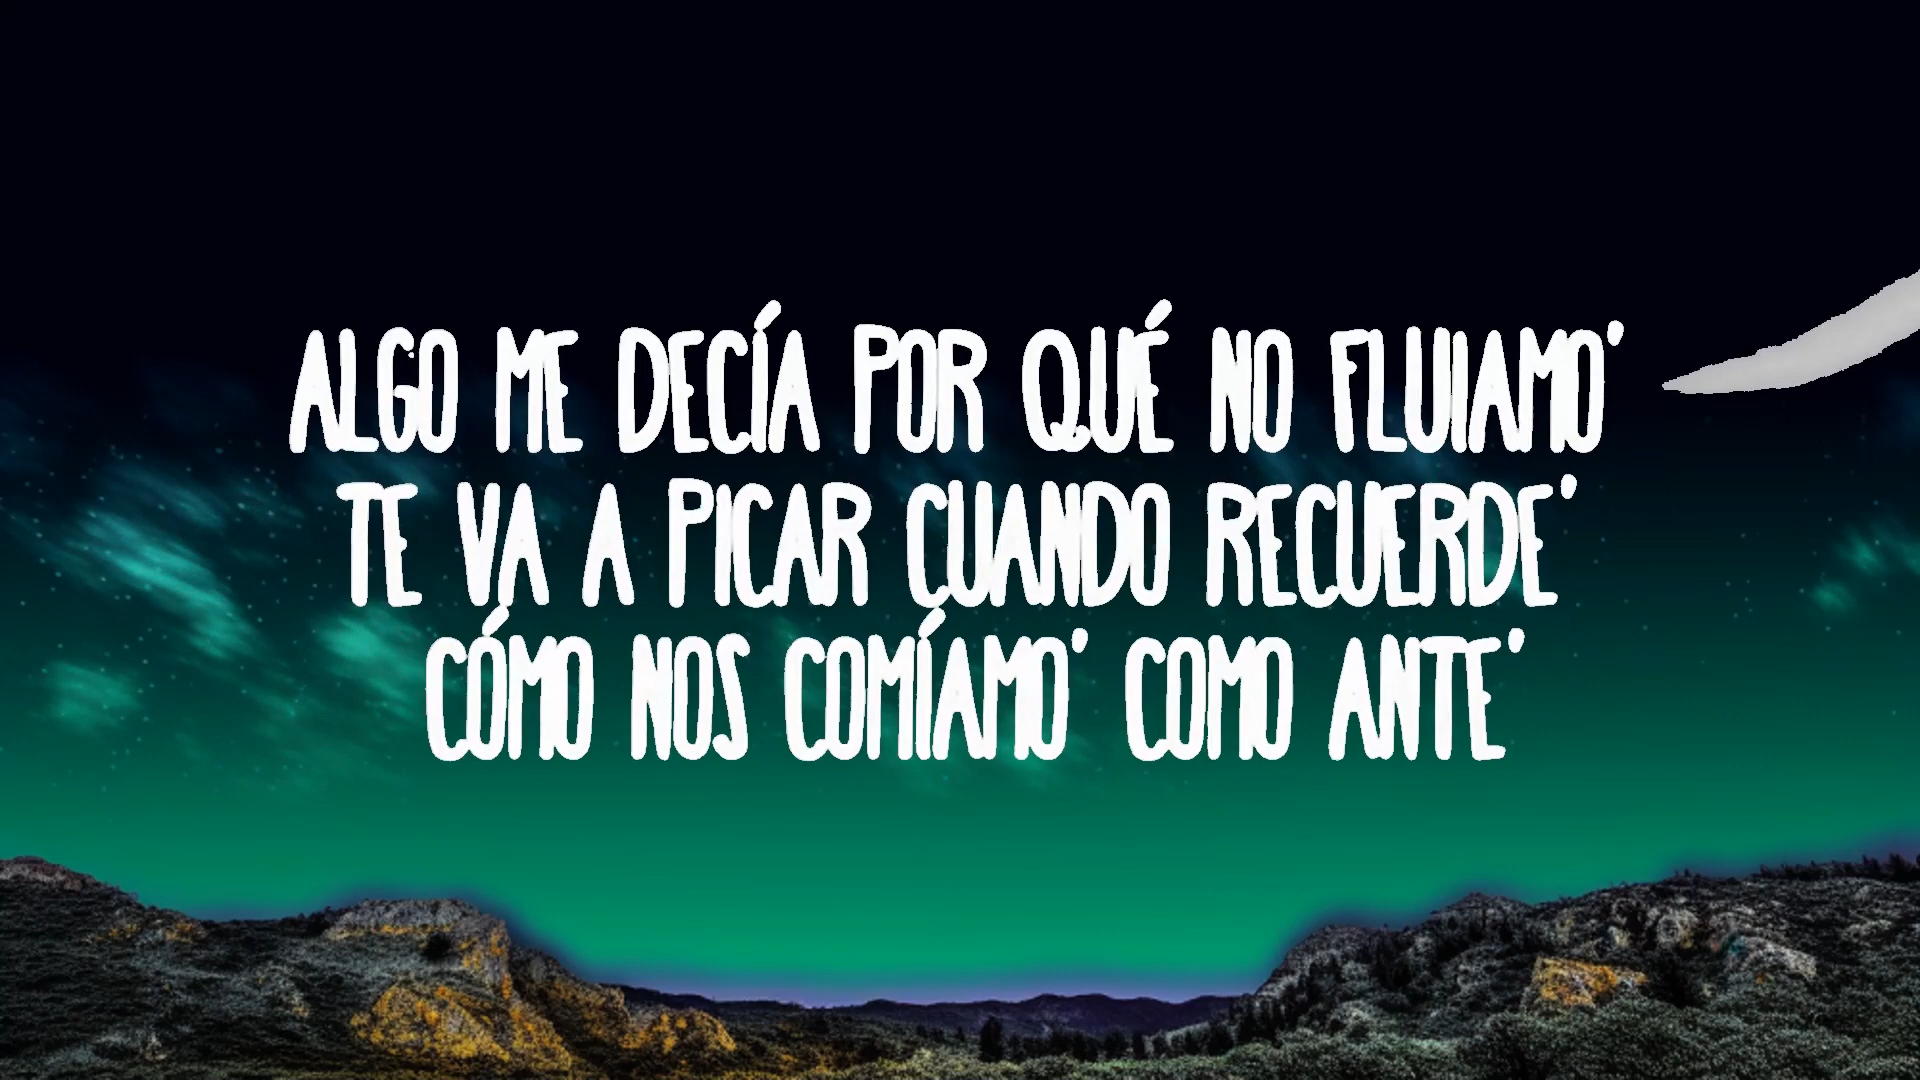 ALGO ME DECÍA POR QUÉ NO FLUIAMO'
TE VA A PICAR CUANDO RECUERDE'
CÓMO NOS COMÍAMO' COMO ANTE'